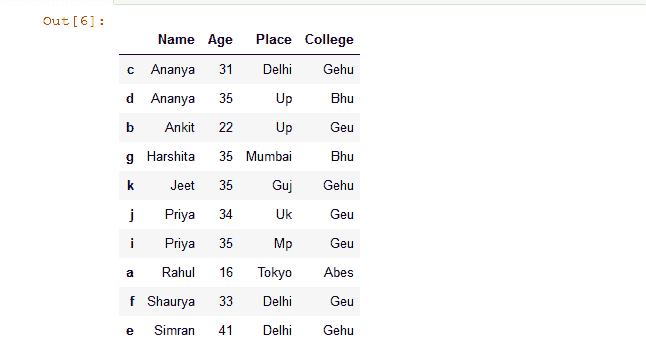 Out[6]:
Name Age Place College
c Ananya 31 Delhi Gehu
d Ananya 35 Up Bhu
b Ankit 22 Up Geu
g Harshita 35 Mumbai Bhu
k Jeet 35 Guj Gehu
j Priya 34 Uk Geu
i Priya 35 Mp Geu
a Rahul 16 Tokyo Abes
f Shaurya 33 Delhi Geu
e Simran 41 Delhi Gehu